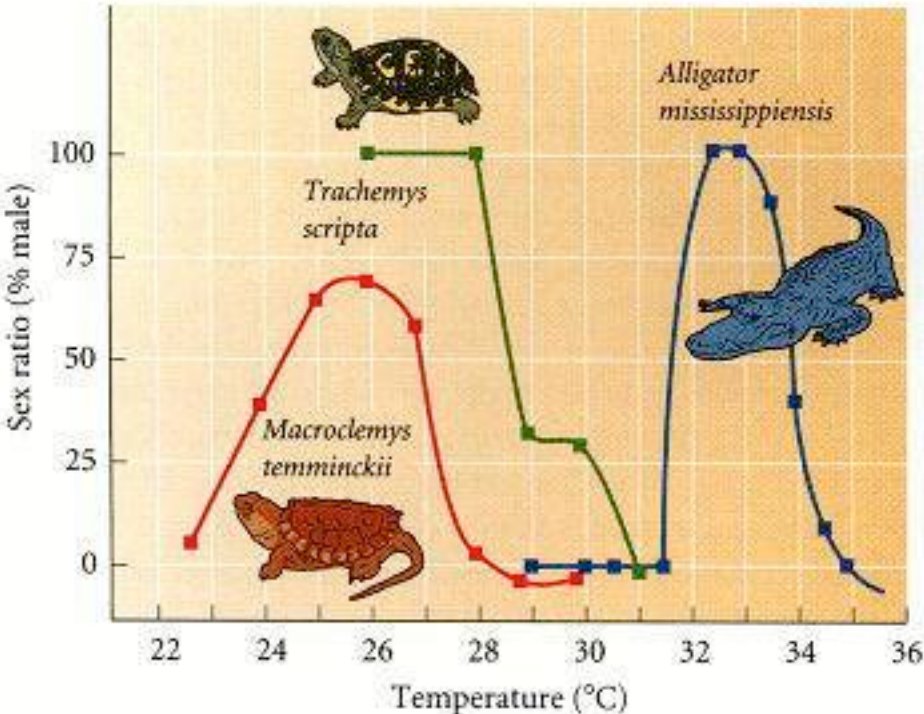 Alligator
mississippiensis
100
Trachemys
scripta
75
50
Macroclemys
temminckii
25
0
Sex ratio (% male)
22 24 26 28 30 32 34 36
Temperature (°C)